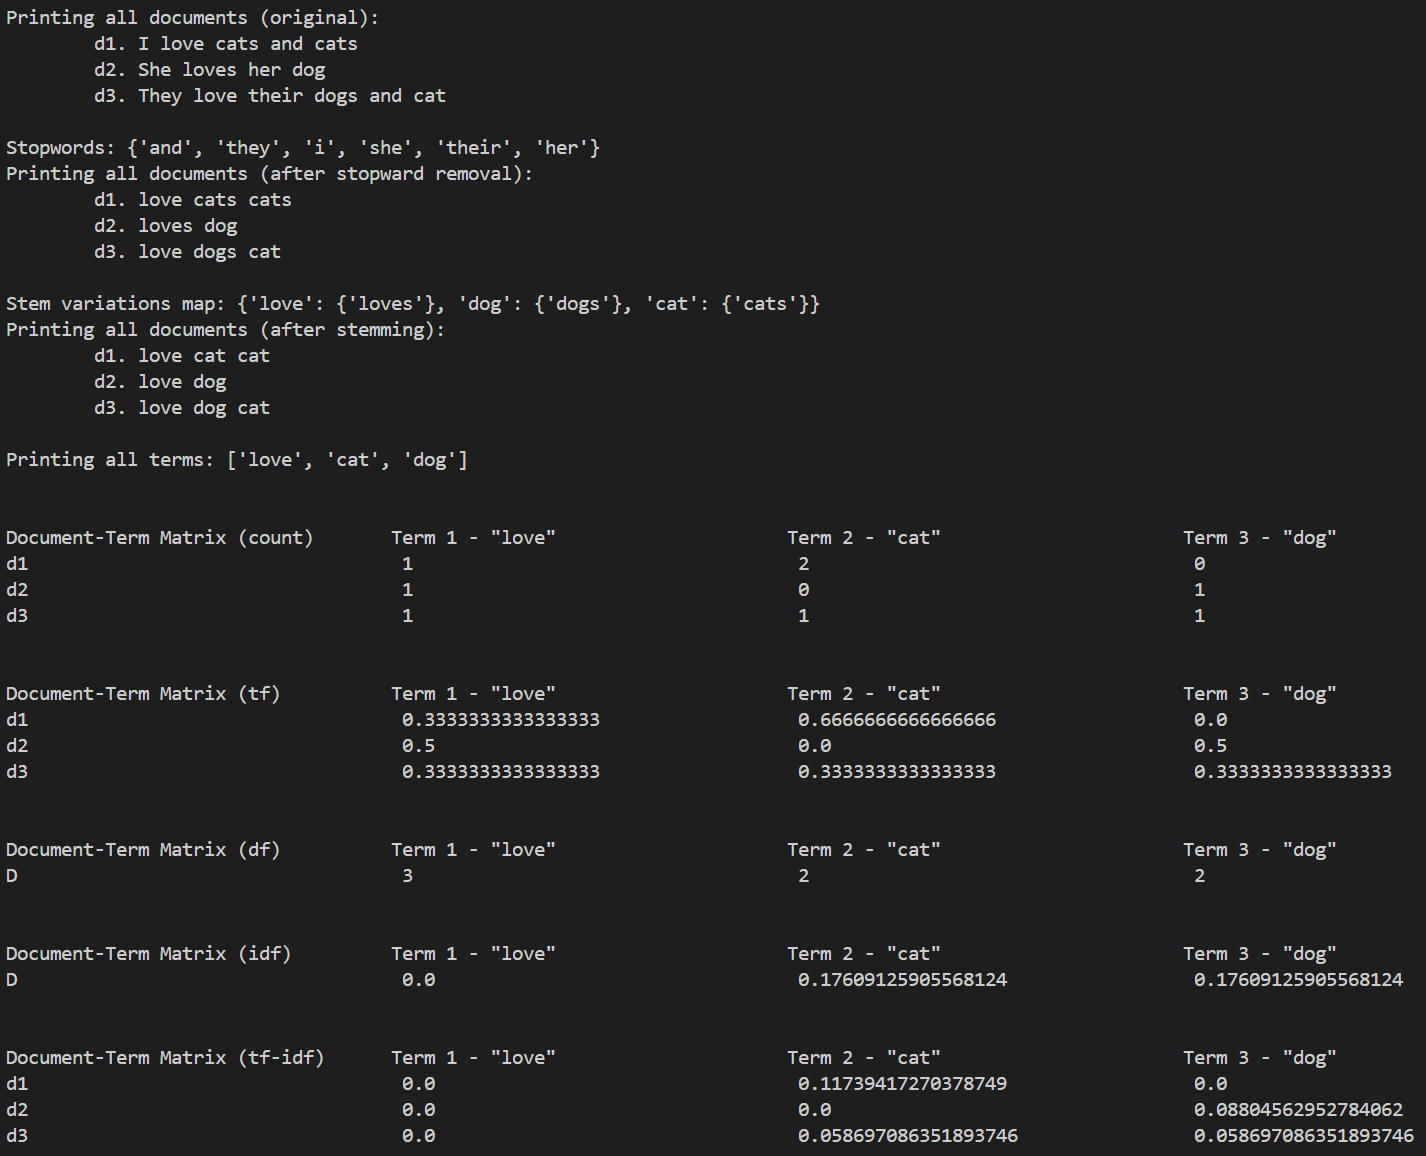 Printing all documents (original):
d1. I love cats and cats
d2. She loves her dog
d3. They love their dogs and cat
Stopwords: {'and', 'they', 'i', 'she', 'their', 'her'}
Printing all documents (after stopward removal):
d1. love cats cats
d2. loves dog
d3. love dogs cat
Stem variations map: {'love': {'loves'}, 'dog': {'dogs'}, 'cat': {'cats'}}
Printing all documents (after stemming):
d1. love cat cat
d2. love dog
d3. love dog cat
Printing all terms: ['love', 'cat', 'dog']
Document-Term Matrix (count) Term 1 - "love" Term 2 - "cat" Term 3 - "dog"
d1 1 2 0
d2 1 0 1
d3 1 1 1
Document-Term Matrix (tf) Term 1 - "love" Term 2 - "cat" Term 3 - "dog"
d1 0.3333333333333333 0.6666666666666666 0.0
d2 0.5 0.0 0.5
d3 0.3333333333333333 0.3333333333333333 0.3333333333333333
Document-Term Matrix (df) Term 1 - "love" Term 2 - "cat" Term 3 - "dog"
D 3 2 2
Document-Term Matrix (idf) Term 1 - "love" Term 2 - "cat" Term 3 - "dog"
D 0.0 0.17609125905568124 0.17609125905568124
Document-Term Matrix (tf-idf) Term 1 - "love" Term 2 - "cat" Term 3 - "dog"
d1 0.0 0.11739417270378749 0.0
d2 0.0 0.0 0.08804562952784062
d3 0.0 0.058697086351893746 0.058697086351893746